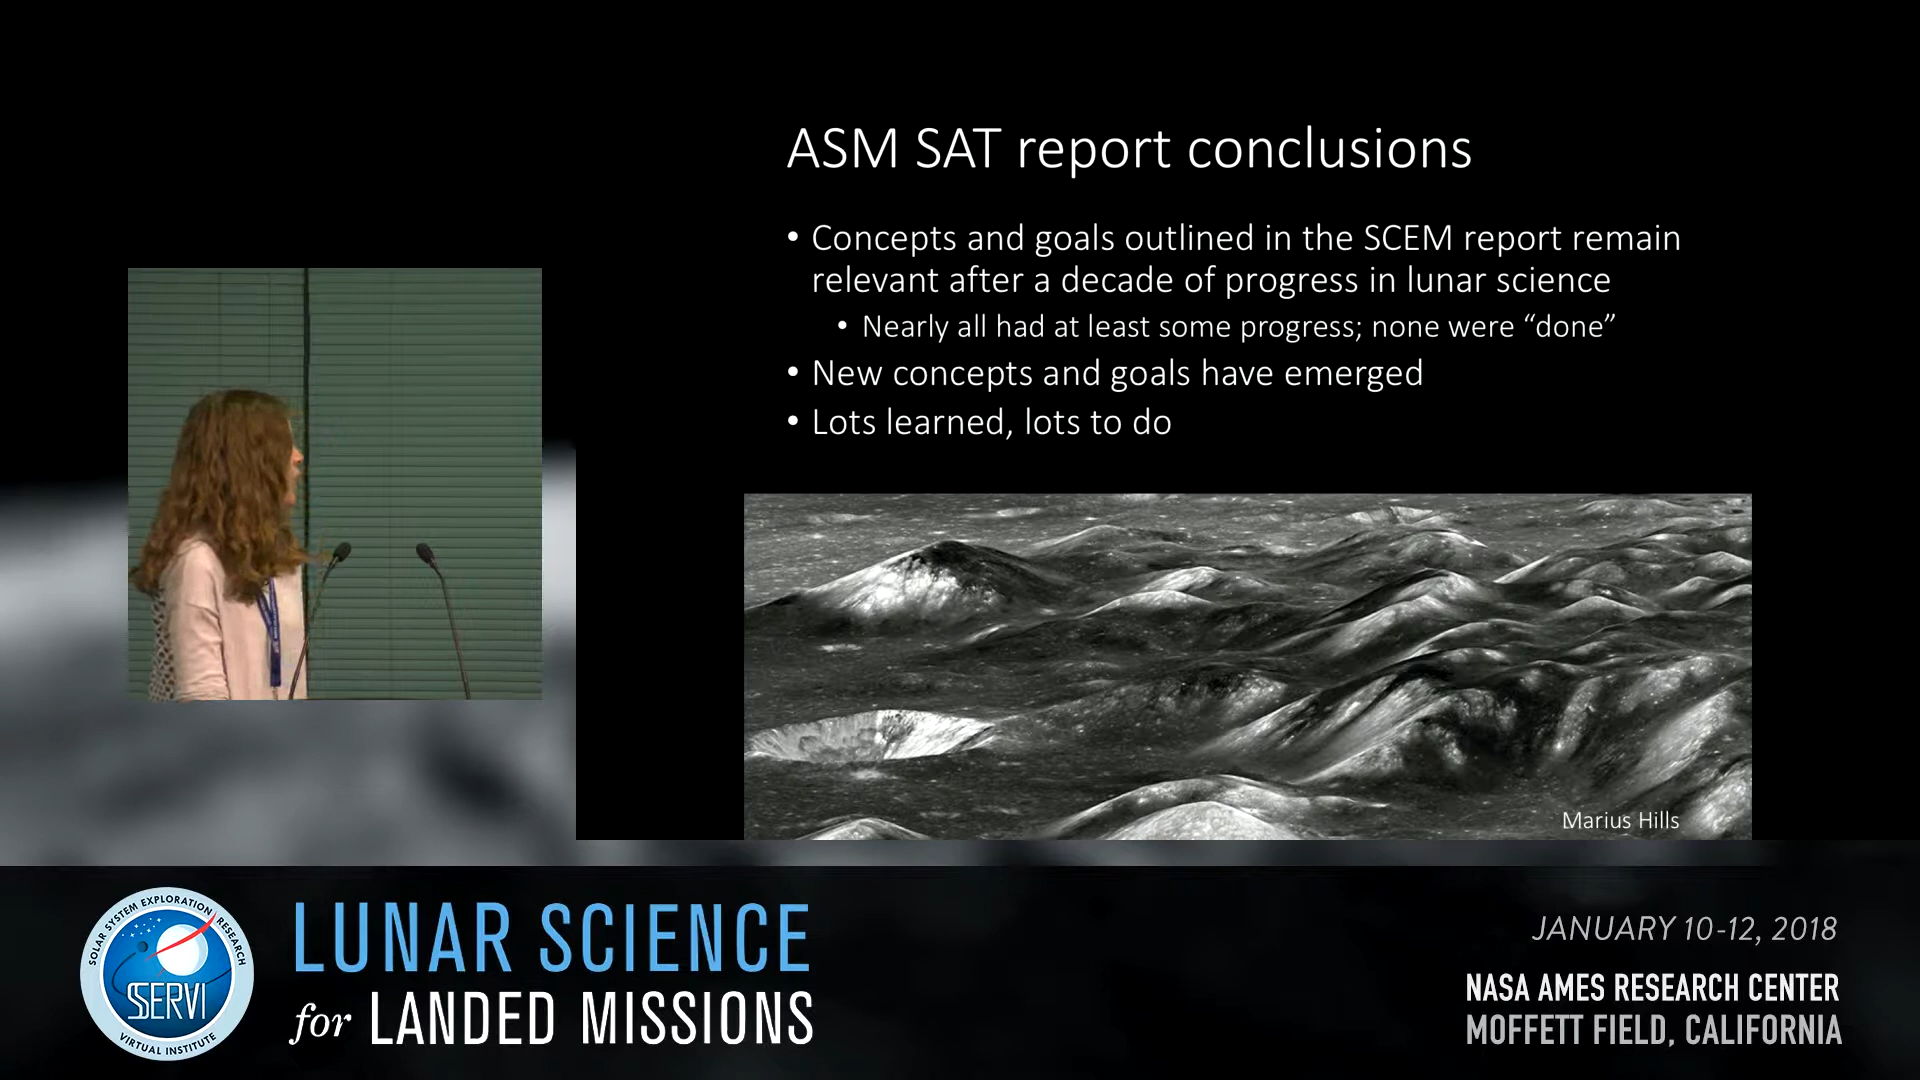 ASM SAT report conclusions
• Concepts and goals outlined in the SCEM report remain
relevant after a decade of progress in lunar science
• Nearly all had at least some progress; none were “done”
• New concepts and goals have emerged
• Lots learned, lots to do
Marius Hills
SOLAR SYSTEM EXPLORATION RESEARCH
SSERVI
VIRTUAL INSTITUTE
LUNAR SCIENCE
for LANDED MISSIONS
JANUARY 10-12, 2018
NASA AMES RESEARCH CENTER
MOFFETT FIELD, CALIFORNIA